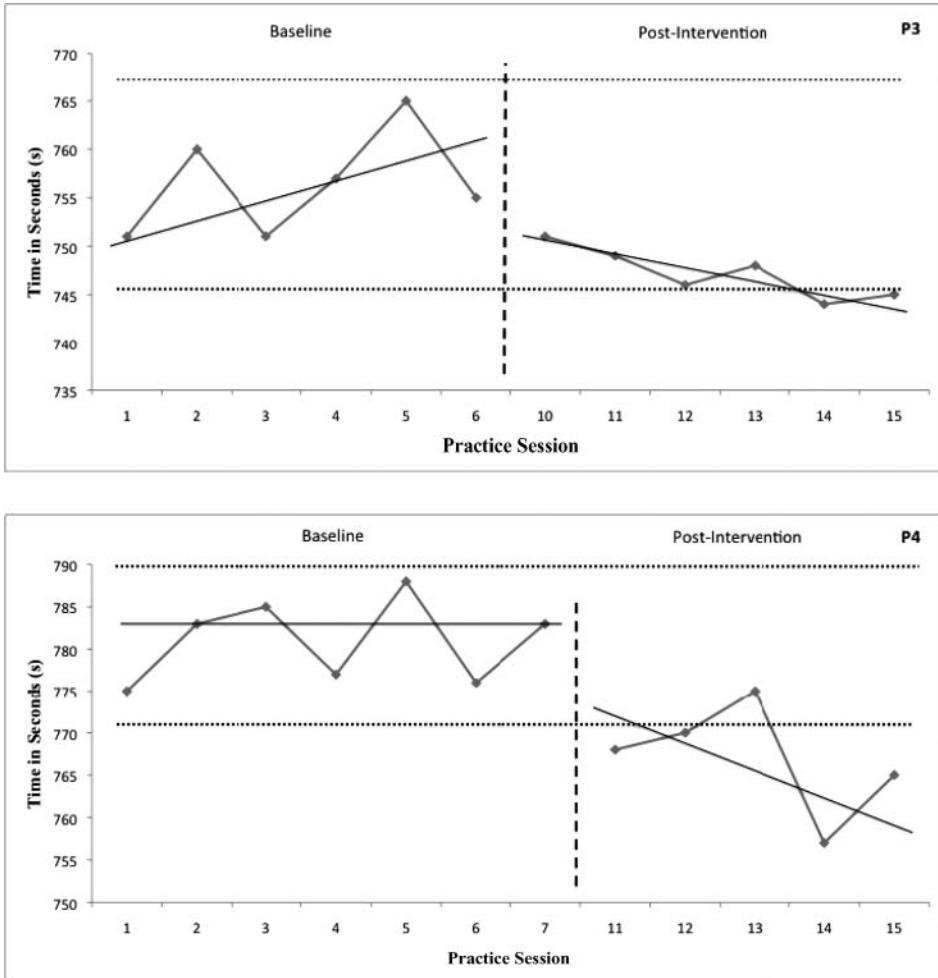 Baseline Post-Intervention P3
770
765
760
755
750
745
740
735
Time in Seconds (s)
1 2 3 4 5 6 10 11 12 13 14 15
Practice Session
Baseline Post-Intervention P4
790
785
780
775
770
765
760
755
750
Time in Seconds (s)
1 2 3 4 5 6 7 11 12 13 14 15
Practice Session